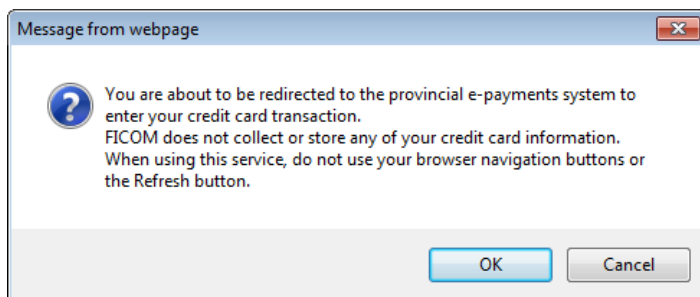 Message from webpage
You are about to be redirected to the provincial e-payments system to
enter your credit card transaction.
FICOM does not collect or store any of your credit card information.
When using this service, do not use your browser navigation buttons or
the Refresh button.
OK Cancel